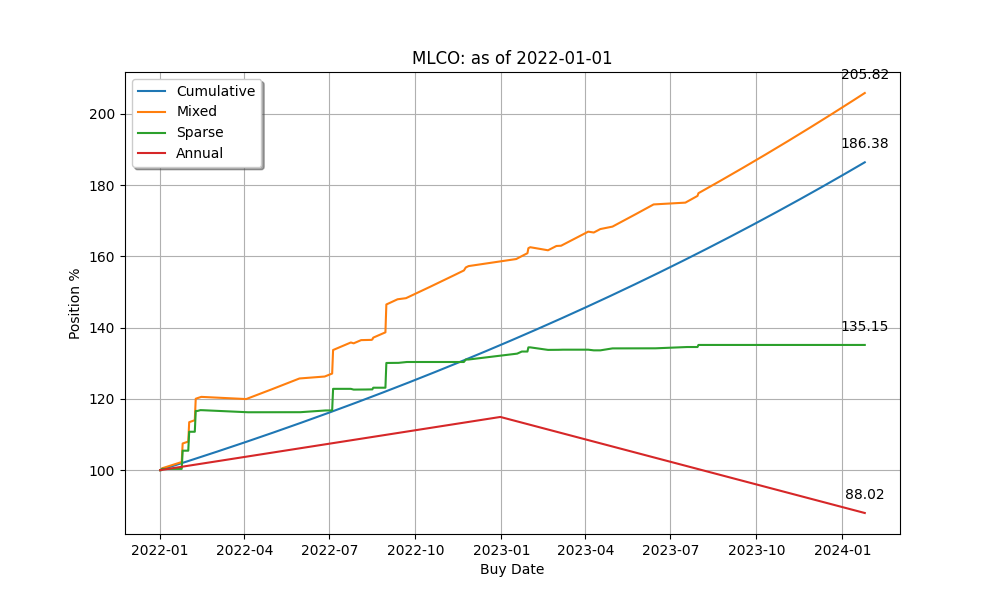 MLCO: as of 2022-01-01
205.82
Cumulative
Mixed
Sparse
Annual
186.38
135.15
88.02
Position %
200
180
160
140
120
100
2022-01 2022-04 2022-07 2022-10 2023-01 2023-04 2023-07 2023-10 2024-01
Buy Date